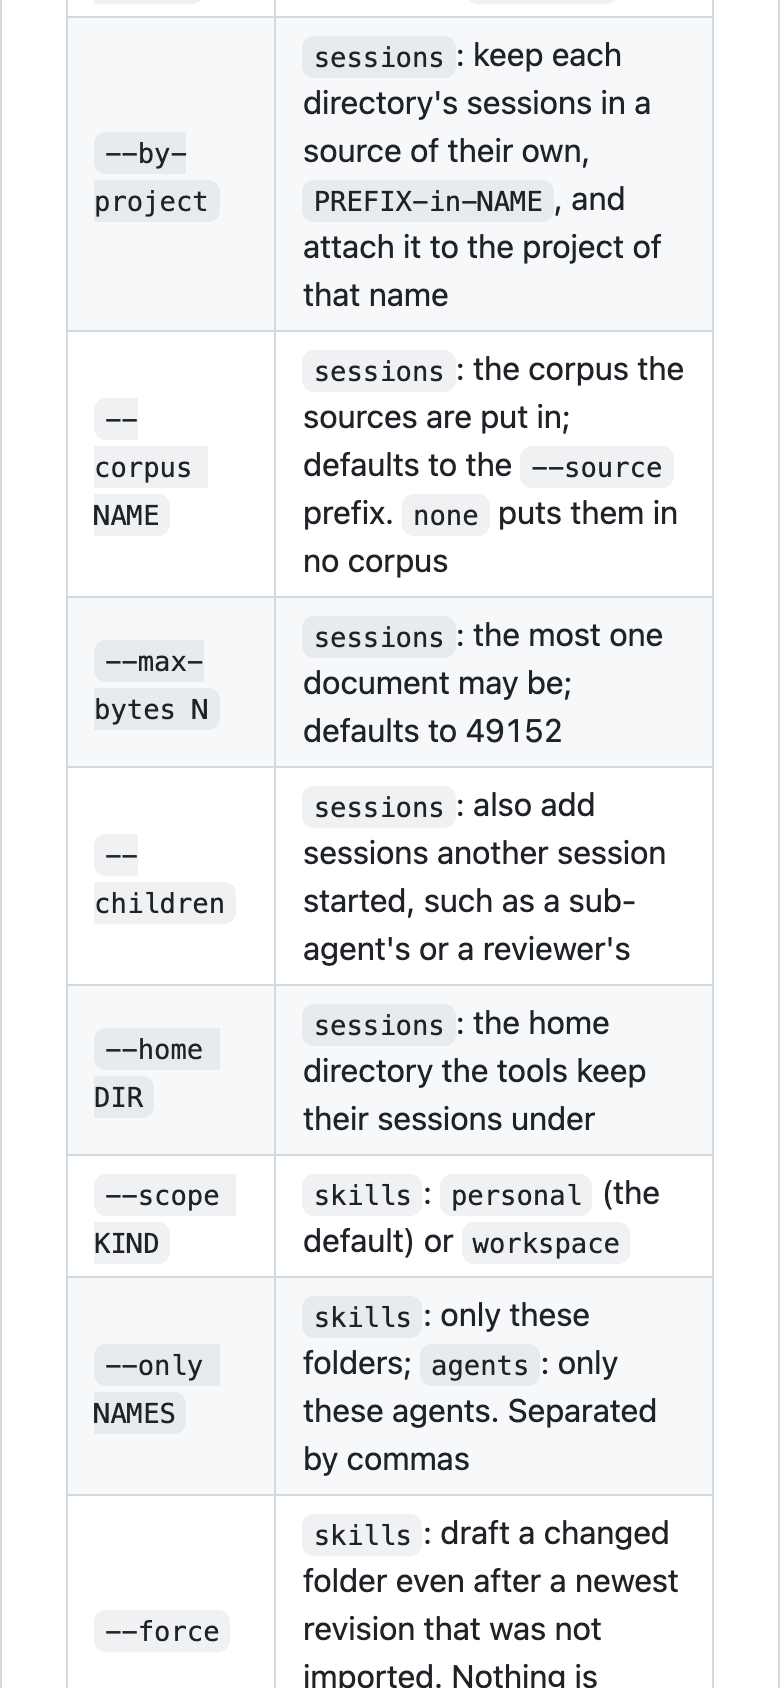 --by-
project
sessions: keep each
directory's sessions in a
source of their own,
PREFIX-in-NAME, and
attach it to the project of
that name
--
corpus
NAME
sessions: the corpus the
sources are put in;
defaults to the --source
prefix. none puts them in
no corpus
--max-
bytes N
sessions: the most one
document may be;
defaults to 49152
--
children
sessions: also add
sessions another session
started, such as a sub-
agent's or a reviewer's
--home
DIR
sessions: the home
directory the tools keep
their sessions under
--scope
KIND
skills: personal (the
default) or workspace
--only
NAMES
skills: only these
folders; agents: only
these agents. Separated
by commas
--force
skills: draft a changed
folder even after a newest
revision that was not
imported. Nothing is